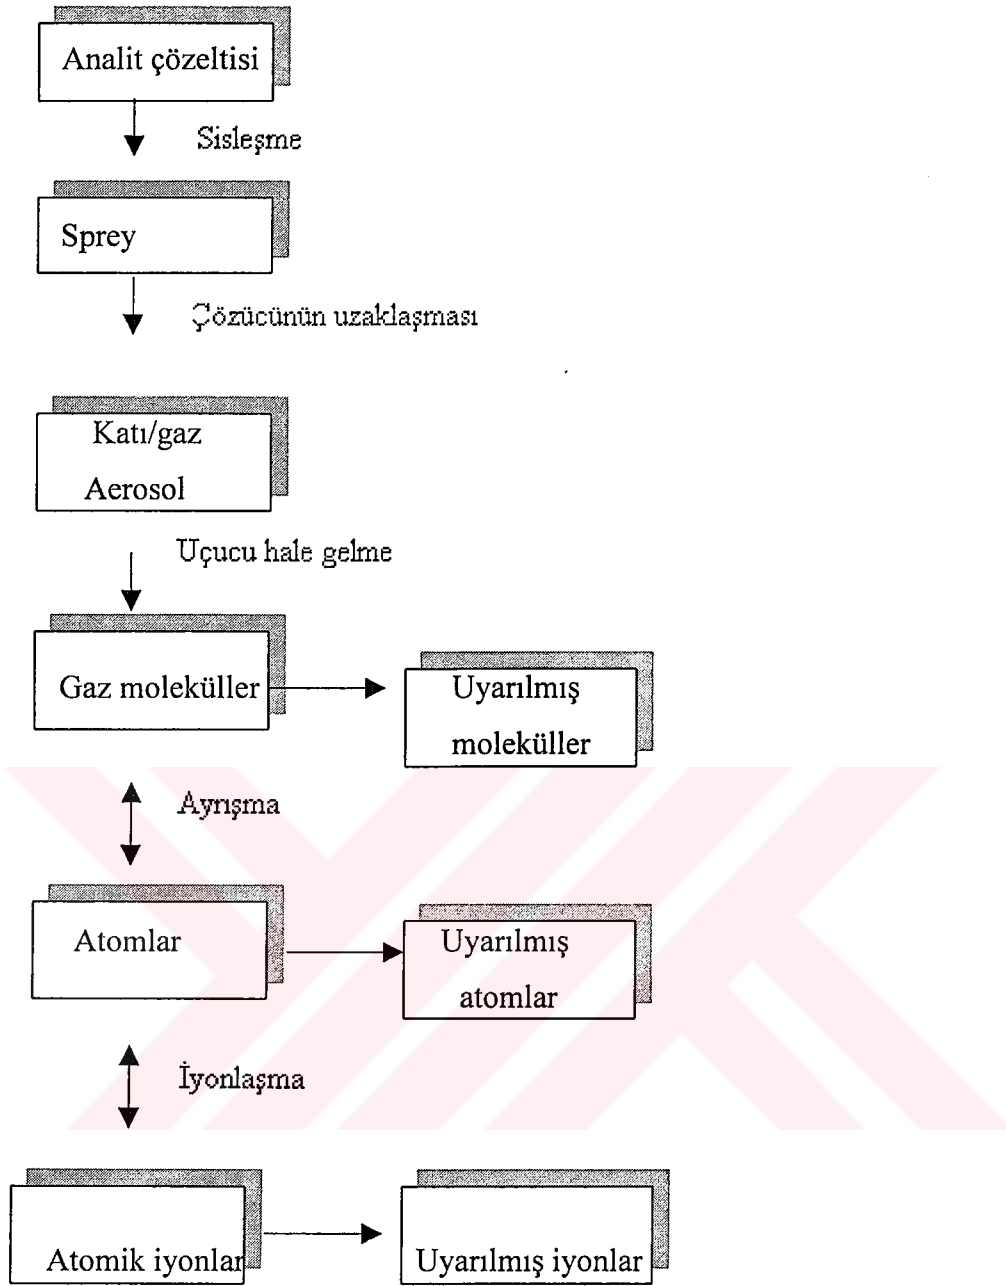 Analit çözeltisi
Sisleşme
Sprey
Çözücünün uzaklaşması
Katı/gaz
Aerosol
Uçucu hale gelme
Gaz moleküller
Uyarılmış
moleküller
Ayrışma
Atomlar
Uyarılmış
atomlar
İyonlaşma
Atomik iyonlar
Uyarılmış iyonlar